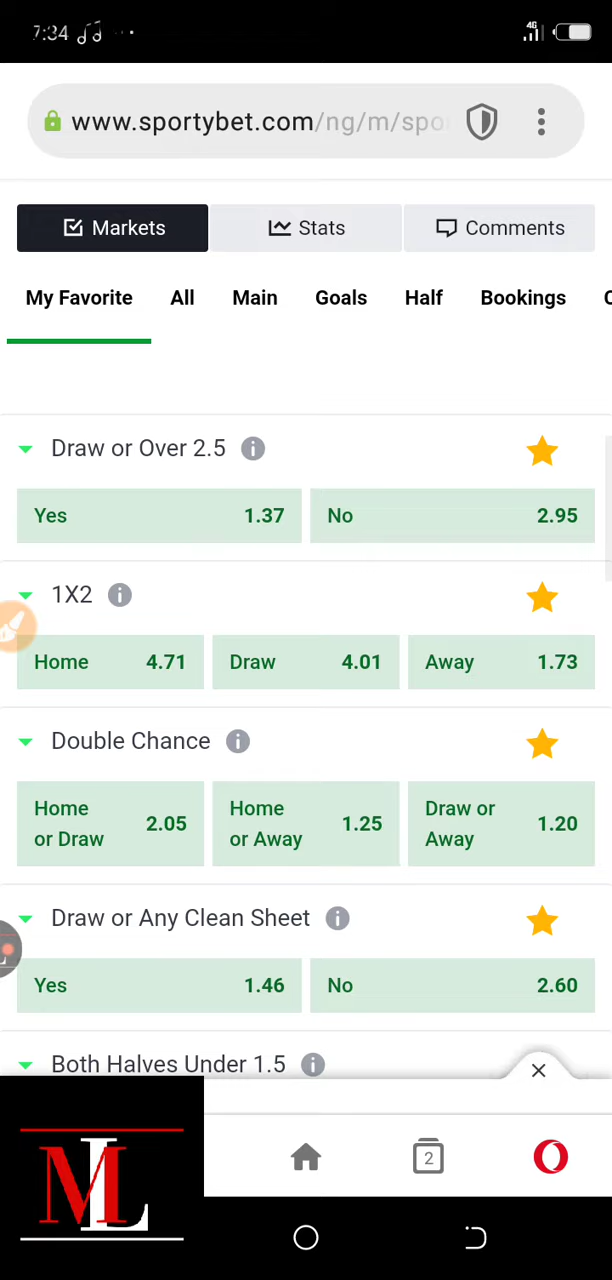 7:34
4G
www.sportybet.com/ng/m/spo
Markets Stats Comments
My Favorite All Main Goals Half Bookings
Draw or Over 2.5 i
Yes 1.37 No 2.95
1X2 i
Home 4.71 Draw 4.01 Away 1.73
Double Chance i
Home
or Draw 2.05 Home
or Away 1.25 Draw or
Away 1.20
Draw or Any Clean Sheet i
Yes 1.46 No 2.60
Both Halves Under 1.5 i
2
ML